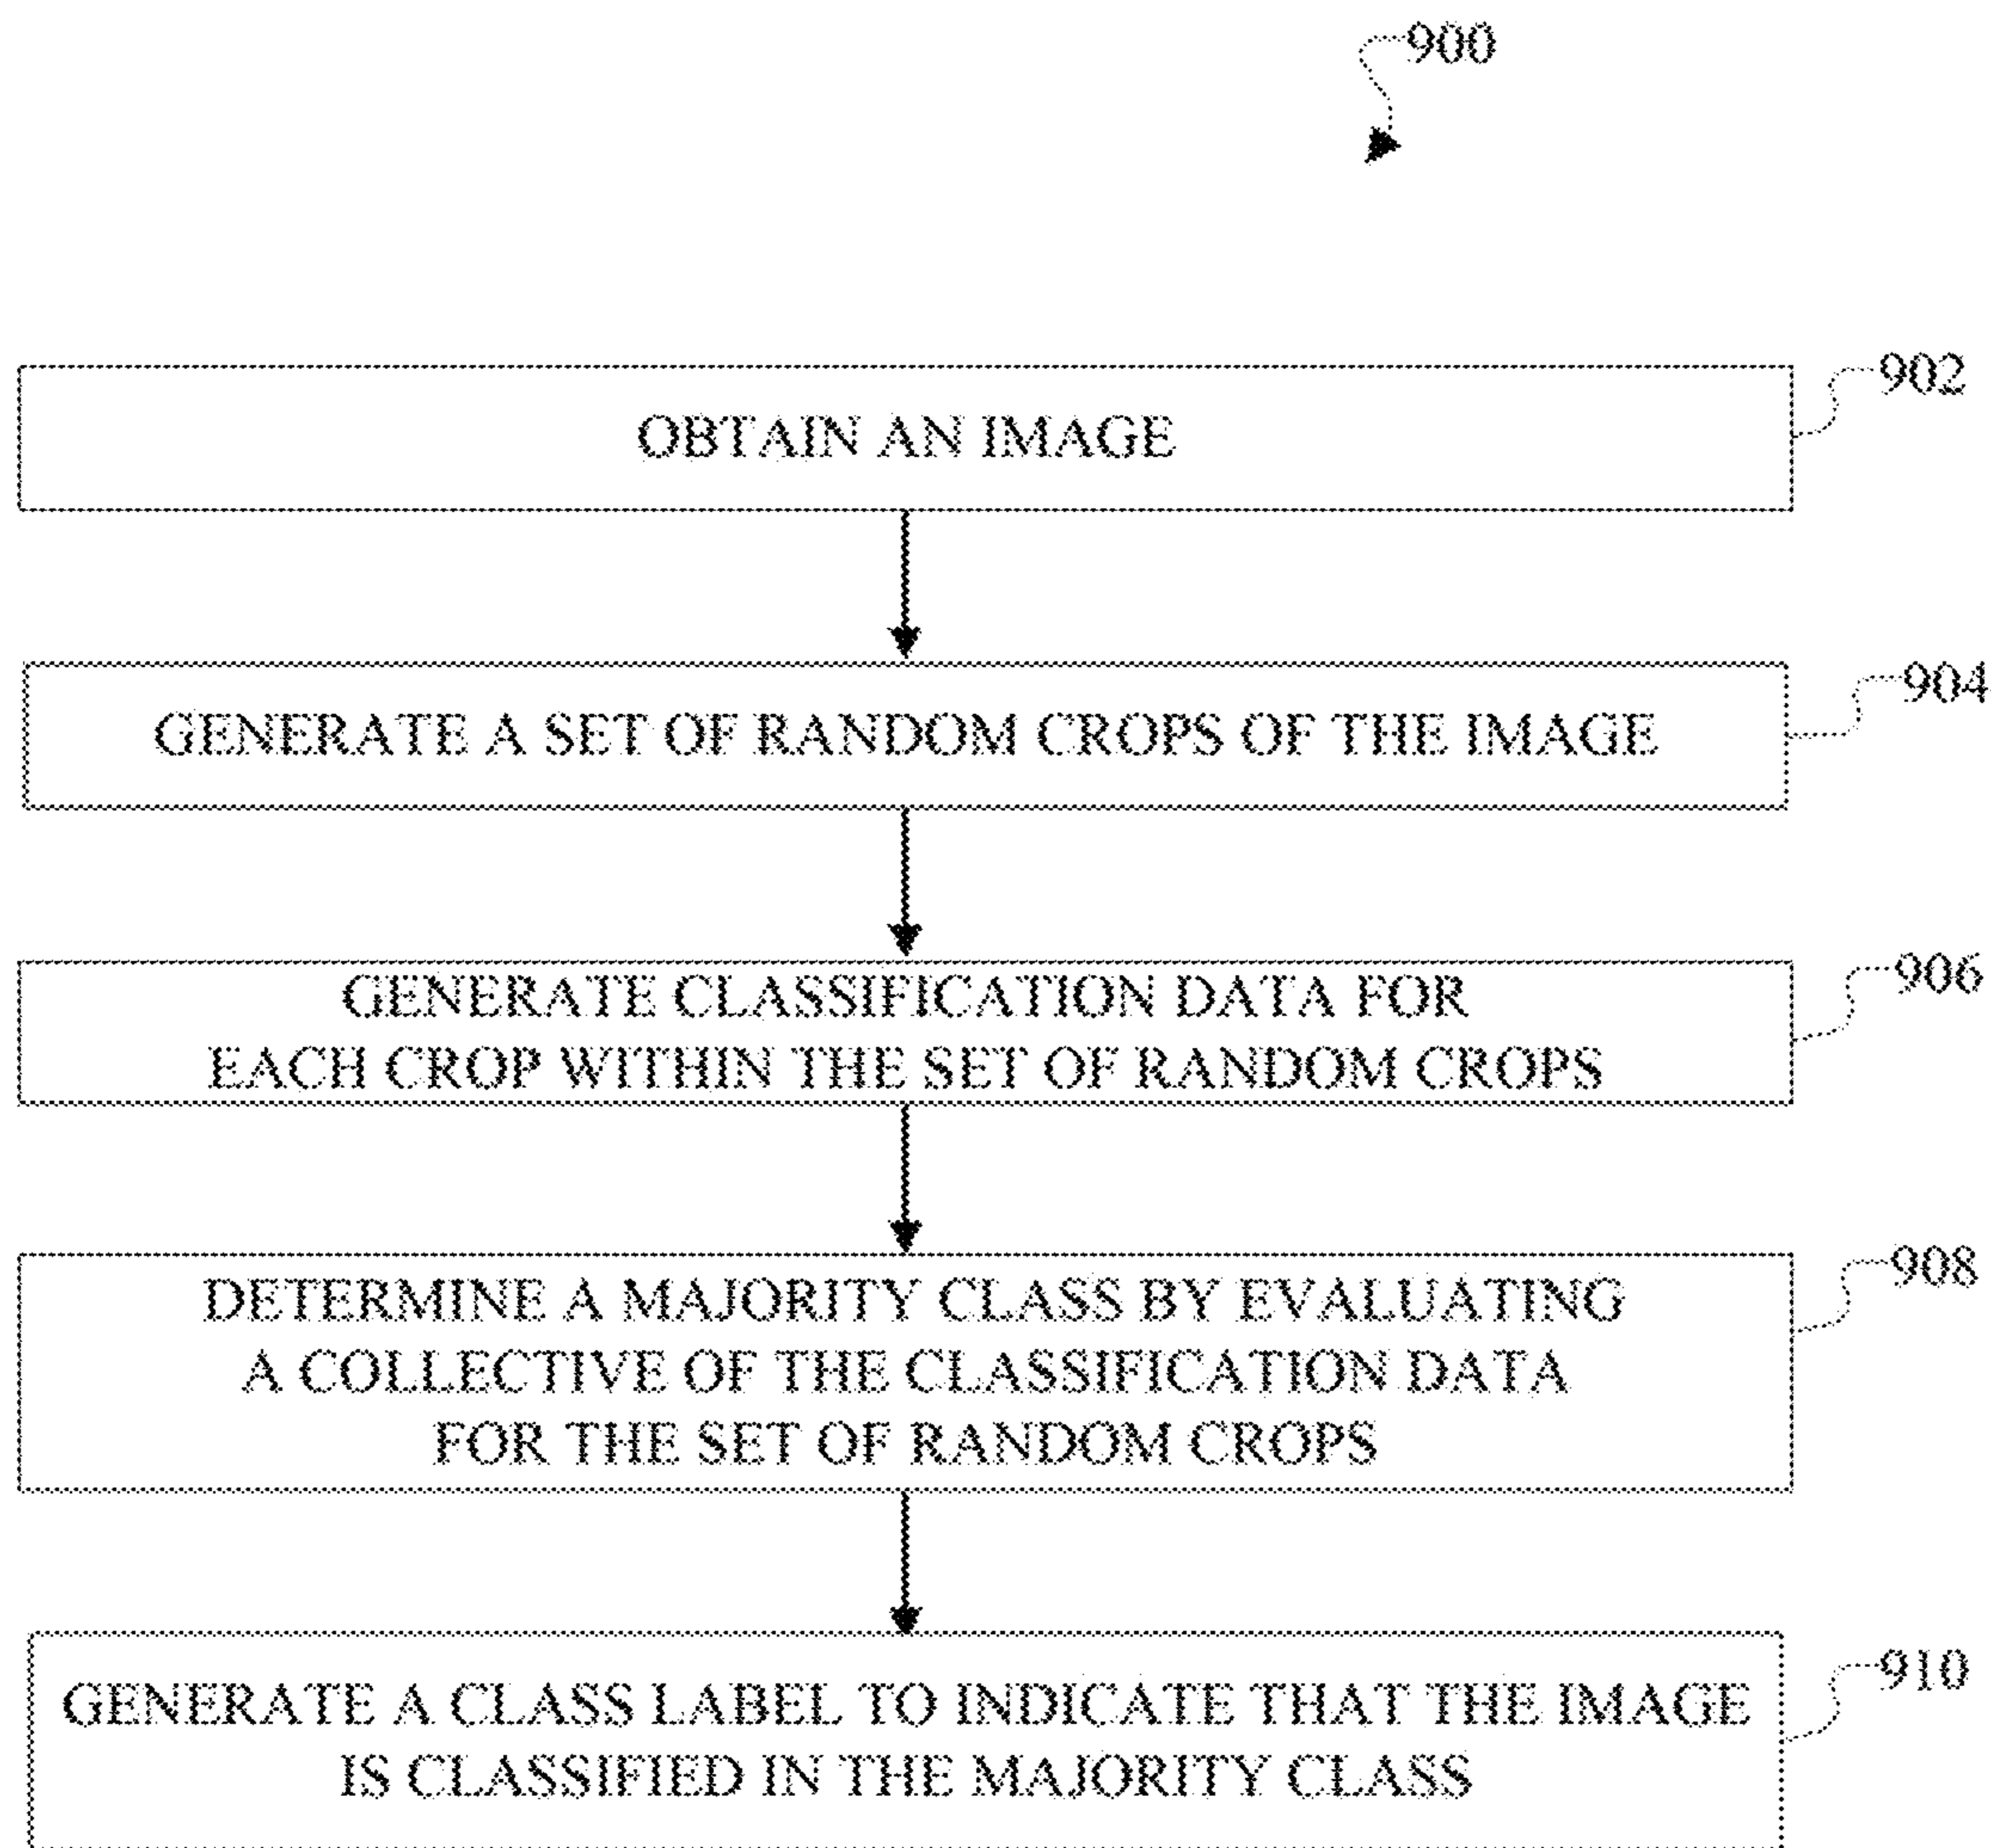 900
OBTAIN AN IMAGE
902
GENERATE A SET OF RANDOM CROPS OF THE IMAGE
904
GENERATE CLASSIFICATION DATA FOR
EACH CROP WITHIN THE SET OF RANDOM CROPS
906
DETERMINE A MAJORITY CLASS BY EVALUATING
A COLLECTIVE OF THE CLASSIFICATION DATA
FOR THE SET OF RANDOM CROPS
908
GENERATE A CLASS LABEL TO INDICATE THAT THE IMAGE
IS CLASSIFIED IN THE MAJORITY CLASS
910